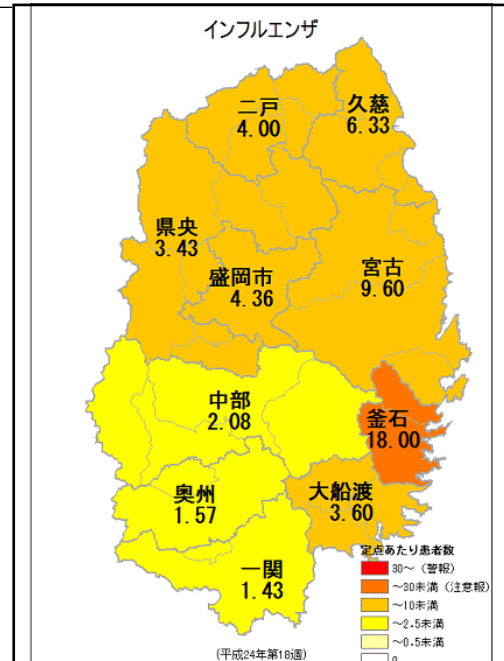 インフルエンザ
二戸
4.00
久慈
6.33
県央
3.43
盛岡市
4.36
宮古
9.60
中部
2.08
釜石
18.00
奥州
1.57
大船渡
3.60
一関
1.43
定点あたり患者数
30～（警報）
～30未満（注意報）
～10未満
～2.5未満
～0.5未満
0
(平成24年第18週)